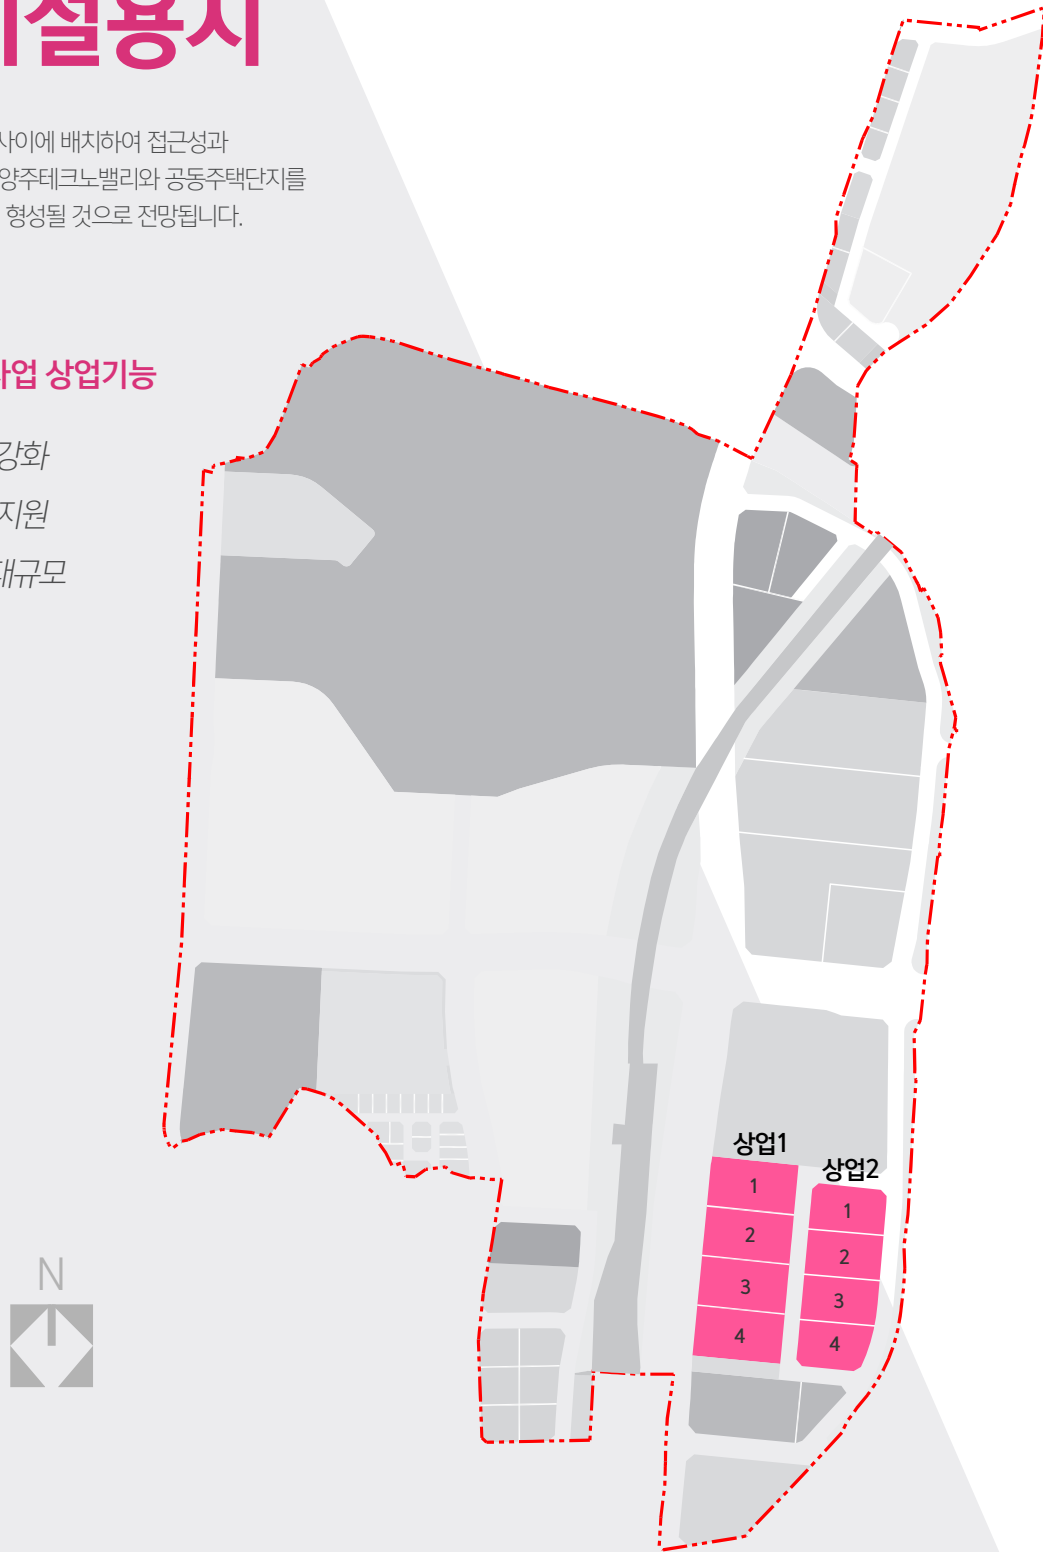 시설용지
사이에 배치하여 접근성과
양주테크노밸리와 공동주택단지를
형성될 것으로 전망됩니다.
사업 상업기능
강화
지원
대규모
N
상업1
1
2
3
4
상업2
1
2
3
4